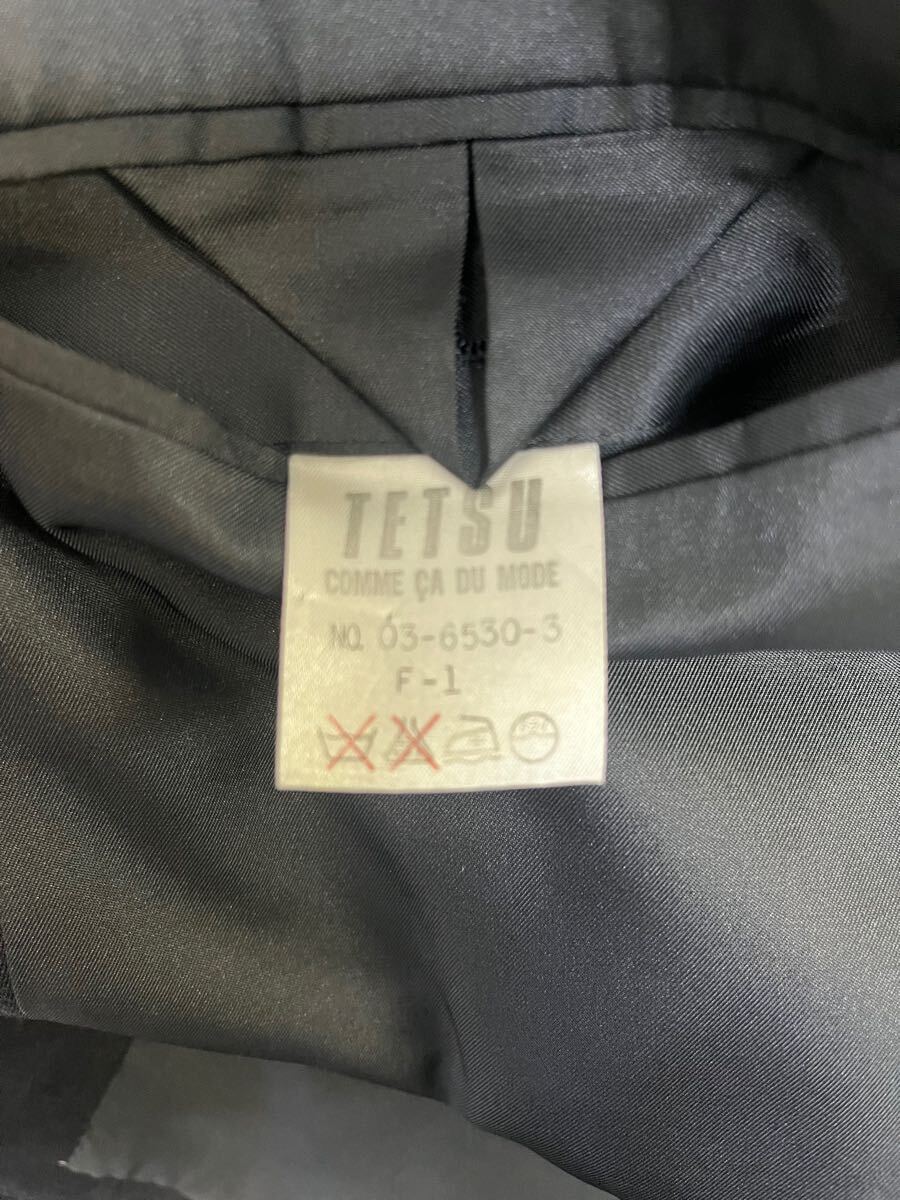 TETSU
COMME ÇA DU MODE
NO. 03-6530-3
F-1